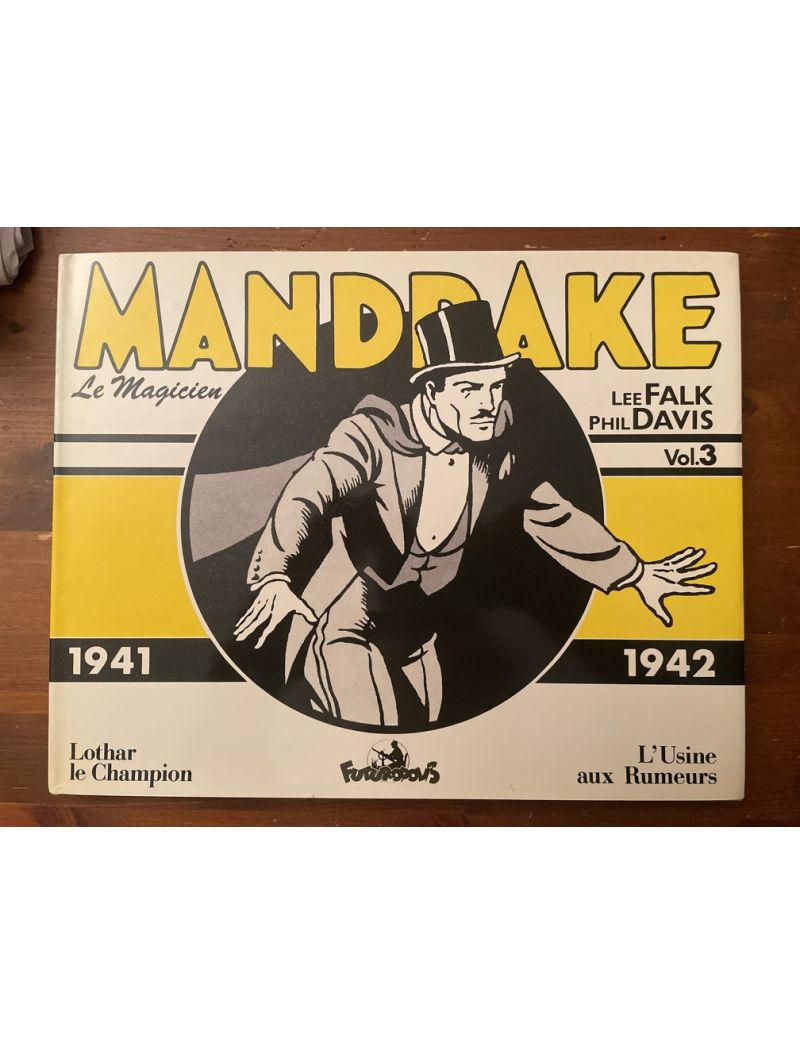 MANDRAKE
Le Magicien
LEE FALK
PHIL DAVIS
Vol.3
1941
1942
Lothar
le Champion
FUTUROPOLIS
L'Usine
aux Rumeurs